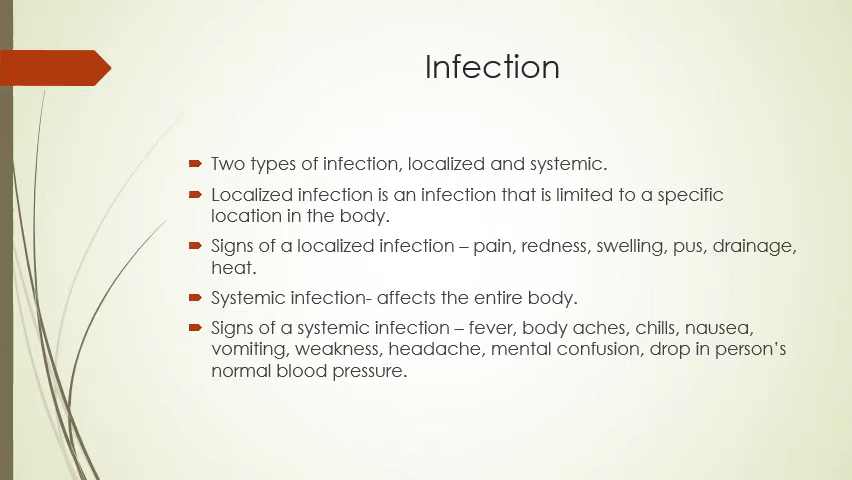 Infection
Two types of infection, localized and systemic.
Localized infection is an infection that is limited to a specific
location in the body.
Signs of a localized infection – pain, redness, swelling, pus, drainage,
heat.
Systemic infection- affects the entire body.
Signs of a systemic infection – fever, body aches, chills, nausea,
vomiting, weakness, headache, mental confusion, drop in person’s
normal blood pressure.